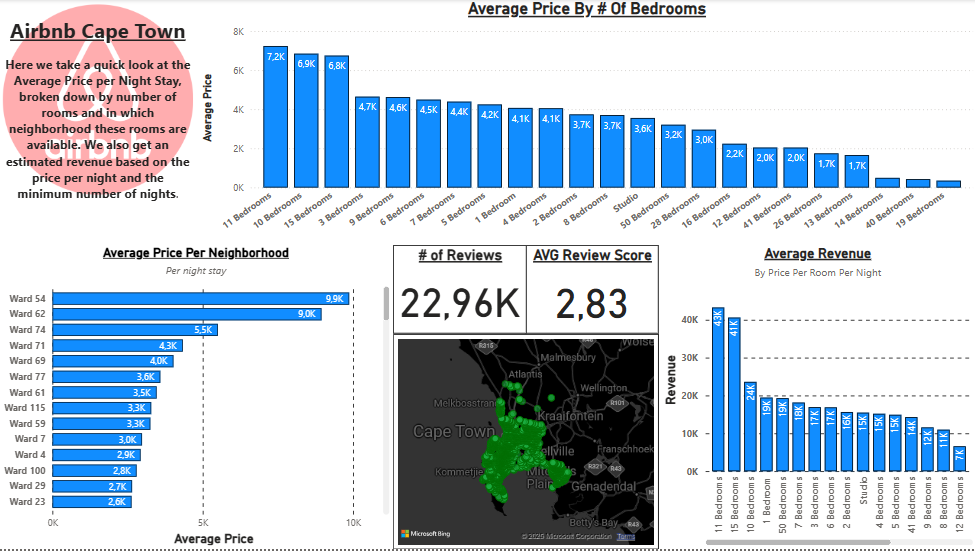 Airbnb Cape Town
Here we take a quick look at the
Average Price per Night Stay,
broken down by number of
rooms and in which
neighborhood these rooms are
available. We also get an
estimated revenue based on the
price per night and the
minimum number of nights.
airbnb
Average Price By # Of Bedrooms
Average Price
8K
6K
4K
2K
0K
7,2K
6,9K
6,8K
4,7K
4,6K
4,5K
4,4K
4,2K
4,1K
4,1K
3,7K
3,7K
3,6K
3,2K
3,0K
2,2K
2,0K
2,0K
1,7K
1,7K
11 Bedrooms
10 Bedrooms
15 Bedrooms
3 Bedrooms
9 Bedrooms
6 Bedrooms
7 Bedrooms
5 Bedrooms
1 Bedroom
4 Bedrooms
2 Bedrooms
8 Bedrooms
Studio
50 Bedrooms
28 Bedrooms
16 Bedrooms
12 Bedrooms
41 Bedrooms
26 Bedrooms
13 Bedrooms
14 Bedrooms
40 Bedrooms
19 Bedrooms
Average Price Per Neighborhood
Per night stay
Ward 54 9,9K
Ward 62 9,0K
Ward 74 5,5K
Ward 71 4,3K
Ward 69 4,0K
Ward 77 3,6K
Ward 61 3,5K
Ward 115 3,3K
Ward 59 3,3K
Ward 7 3,0K
Ward 4 2,9K
Ward 100 2,8K
Ward 29 2,7K
Ward 23 2,6K
0K 5K 10K
Average Price
# of Reviews
22,96K
AVG Review Score
2,83
R315
Malmesbury
Atlantis
Wellington
Melkbosstran
R101
Kraaifontein
Cape Town
ellville
Franschhoek
Kommetjie
Mitc
Plain
R321
R43
Genadendal
Betty's Bay
R43
Microsoft Bing
© 2025 Microsoft Corporation Terms
Average Revenue
By Price Per Room Per Night
Revenue
40K
30K
20K
10K
0K
43K
41K
24K
19K
19K
18K
17K
17K
16K
15K
15K
15K
14K
12K
11K
7K
11 Bedrooms
15 Bedrooms
10 Bedrooms
1 Bedroom
50 Bedrooms
7 Bedrooms
3 Bedrooms
6 Bedrooms
2 Bedrooms
Studio
4 Bedrooms
5 Bedrooms
41 Bedrooms
9 Bedrooms
8 Bedrooms
12 Bedrooms